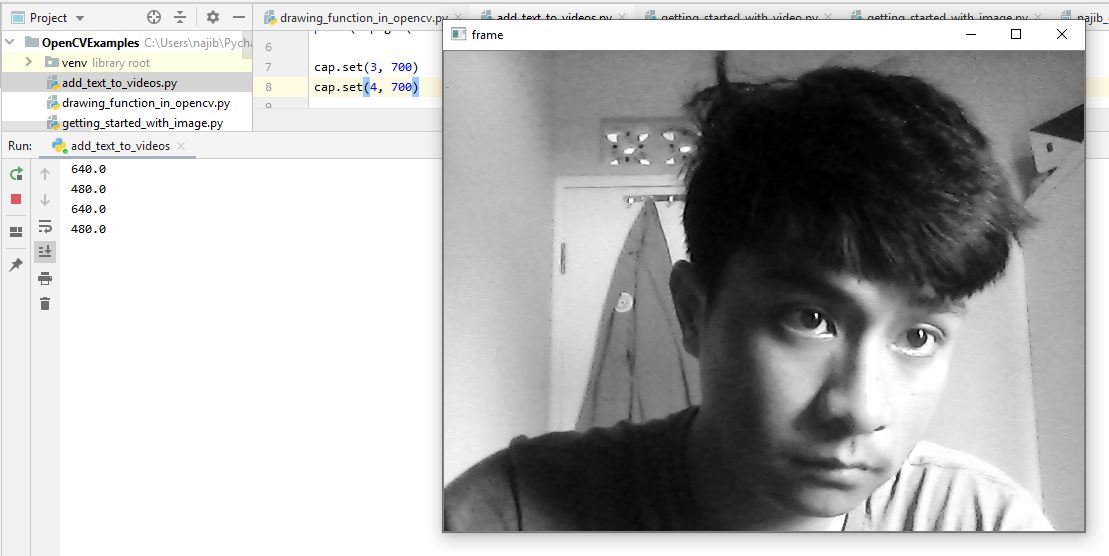 Project
drawing_function_in_opencv.py
add_text_to_videos.py
getting_started_with_video.py
getting_started_with_image.py
najib_
OpenCVExamples C:\Users\najib\Pycha
venv library root
add_text_to_videos.py
drawing_function_in_opencv.py
getting_started_with_image.py
6
7 cap.set(3, 700)
8 cap.set(4, 700)
9
frame
Run: add_text_to_videos
640.0
480.0
640.0
480.0